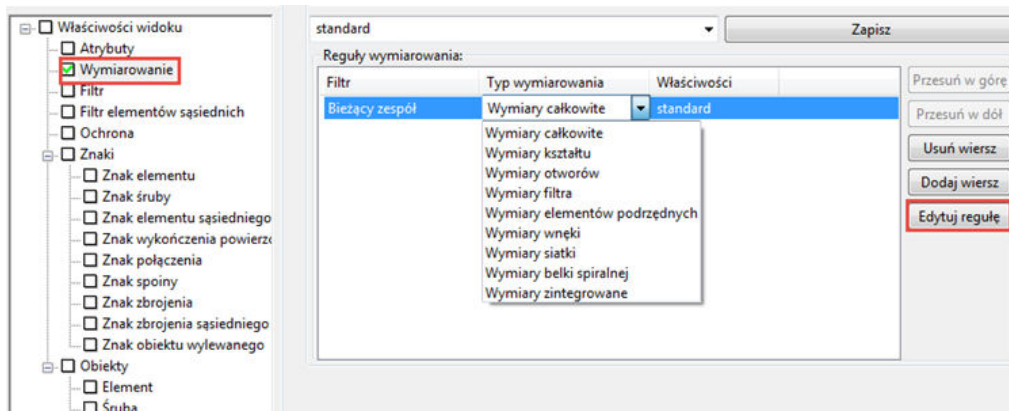 Właściwości widoku
Atrybuty
Wymiarowanie
Filtr
Filtr elementów sąsiednich
Ochrona
Znaki
Znak elementu
Znak śruby
Znak elementu sąsiedniego
Znak wykończenia powierz
Znak połączenia
Znak spoiny
Znak zbrojenia
Znak zbrojenia sąsiedniego
Znak obiektu wylewanego
Obiekty
Element
Śruba
standard
Zapisz
Reguły wymiarowania:
Filtr Typ wymiarowania Właściwości
Bieżący zespół Wymiary całkowite standard
Wymiary całkowite
Wymiary kształtu
Wymiary otworów
Wymiary filtra
Wymiary elementów podrzędnych
Wymiary wnęki
Wymiary siatki
Wymiary belki spiralnej
Wymiary zintegrowane
Przesuń w górę
Przesuń w dół
Usuń wiersz
Dodaj wiersz
Edytuj regułę